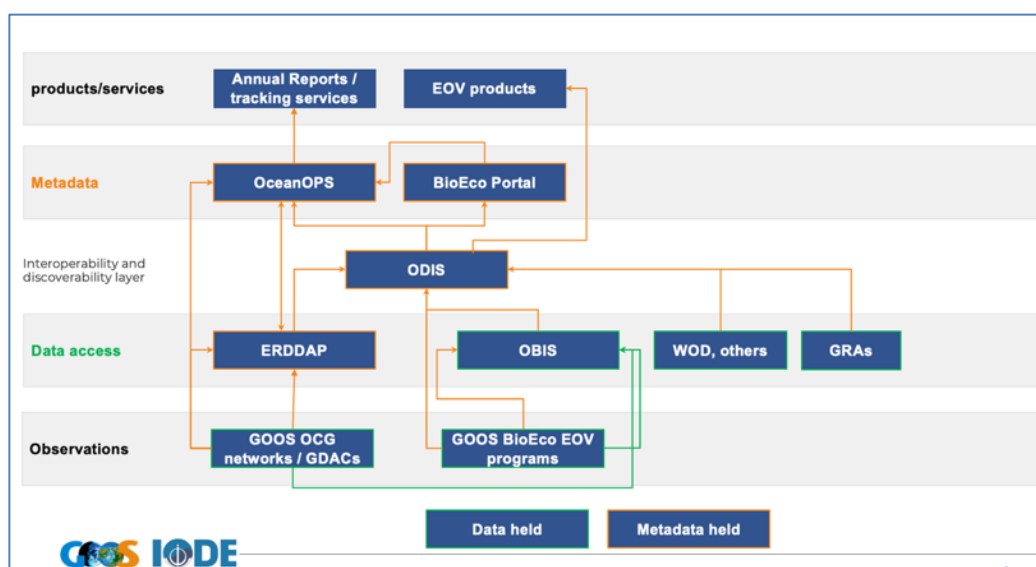 products/services
Annual Reports /
tracking services
EOV products
Metadata
OceanOPS
BioEco Portal
Interoperability and
discoverability layer
ODIS
Data access
ERDDAP
OBIS
WOD, others
GRAs
Observations
GOOS OCG
networks / GDACs
GOOS BioEco EOV
programs
Data held
Metadata held
GOOS IODE